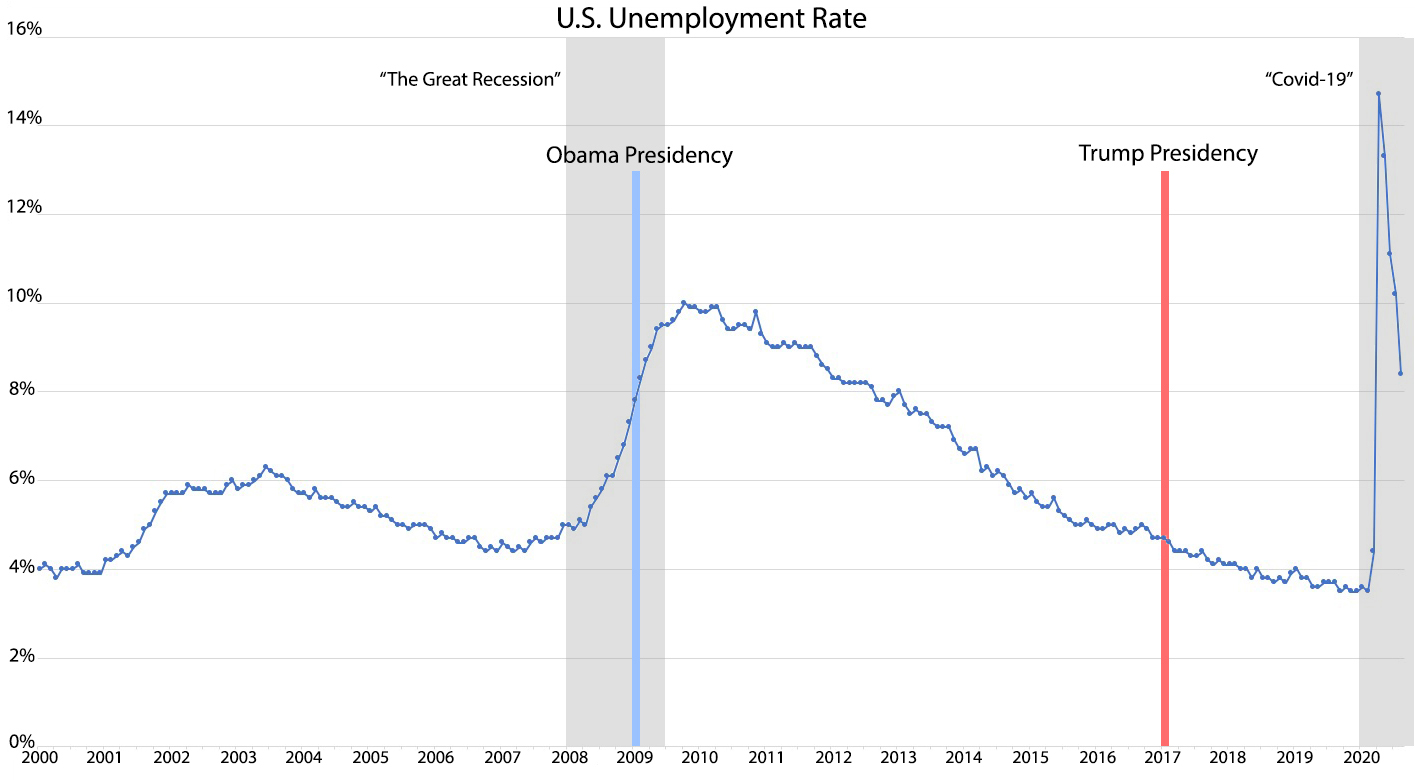 U.S. Unemployment Rate
16%
“The Great Recession”
“Covid-19”
14%
Obama Presidency
Trump Presidency
12%
10%
8%
6%
4%
2%
0%
2000 2001 2002 2003 2004 2005 2006 2007 2008 2009 2010 2011 2012 2013 2014 2015 2016 2017 2018 2019 2020